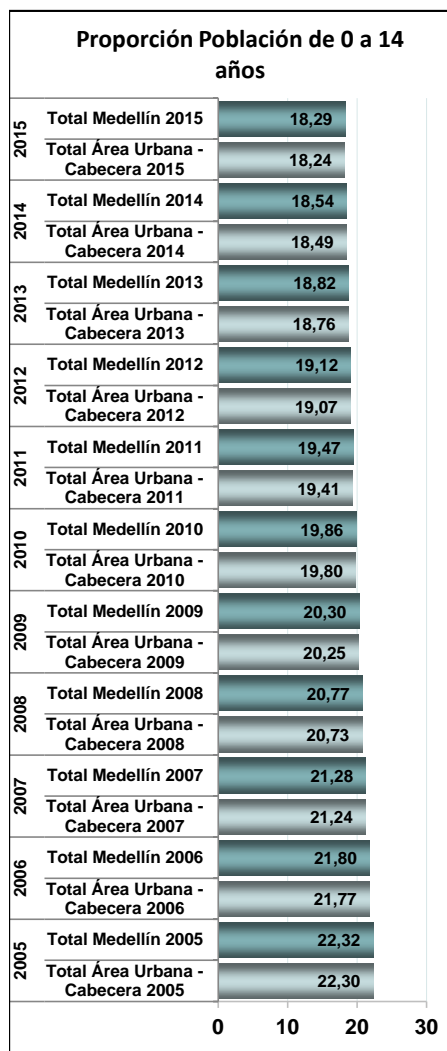 Proporción Población de 0 a 14
años
2015
Total Medellín 2015
18,29
Total Área Urbana -
Cabecera 2015
18,24
2014
Total Medellín 2014
18,54
Total Área Urbana -
Cabecera 2014
18,49
2013
Total Medellín 2013
18,82
Total Área Urbana -
Cabecera 2013
18,76
2012
Total Medellín 2012
19,12
Total Área Urbana -
Cabecera 2012
19,07
2011
Total Medellín 2011
19,47
Total Área Urbana -
Cabecera 2011
19,41
2010
Total Medellín 2010
19,86
Total Área Urbana -
Cabecera 2010
19,80
2009
Total Medellín 2009
20,30
Total Área Urbana -
Cabecera 2009
20,25
2008
Total Medellín 2008
20,77
Total Área Urbana -
Cabecera 2008
20,73
2007
Total Medellín 2007
21,28
Total Área Urbana -
Cabecera 2007
21,24
2006
Total Medellín 2006
21,80
Total Área Urbana -
Cabecera 2006
21,77
2005
Total Medellín 2005
22,32
Total Área Urbana -
Cabecera 2005
22,30
0 10 20 30